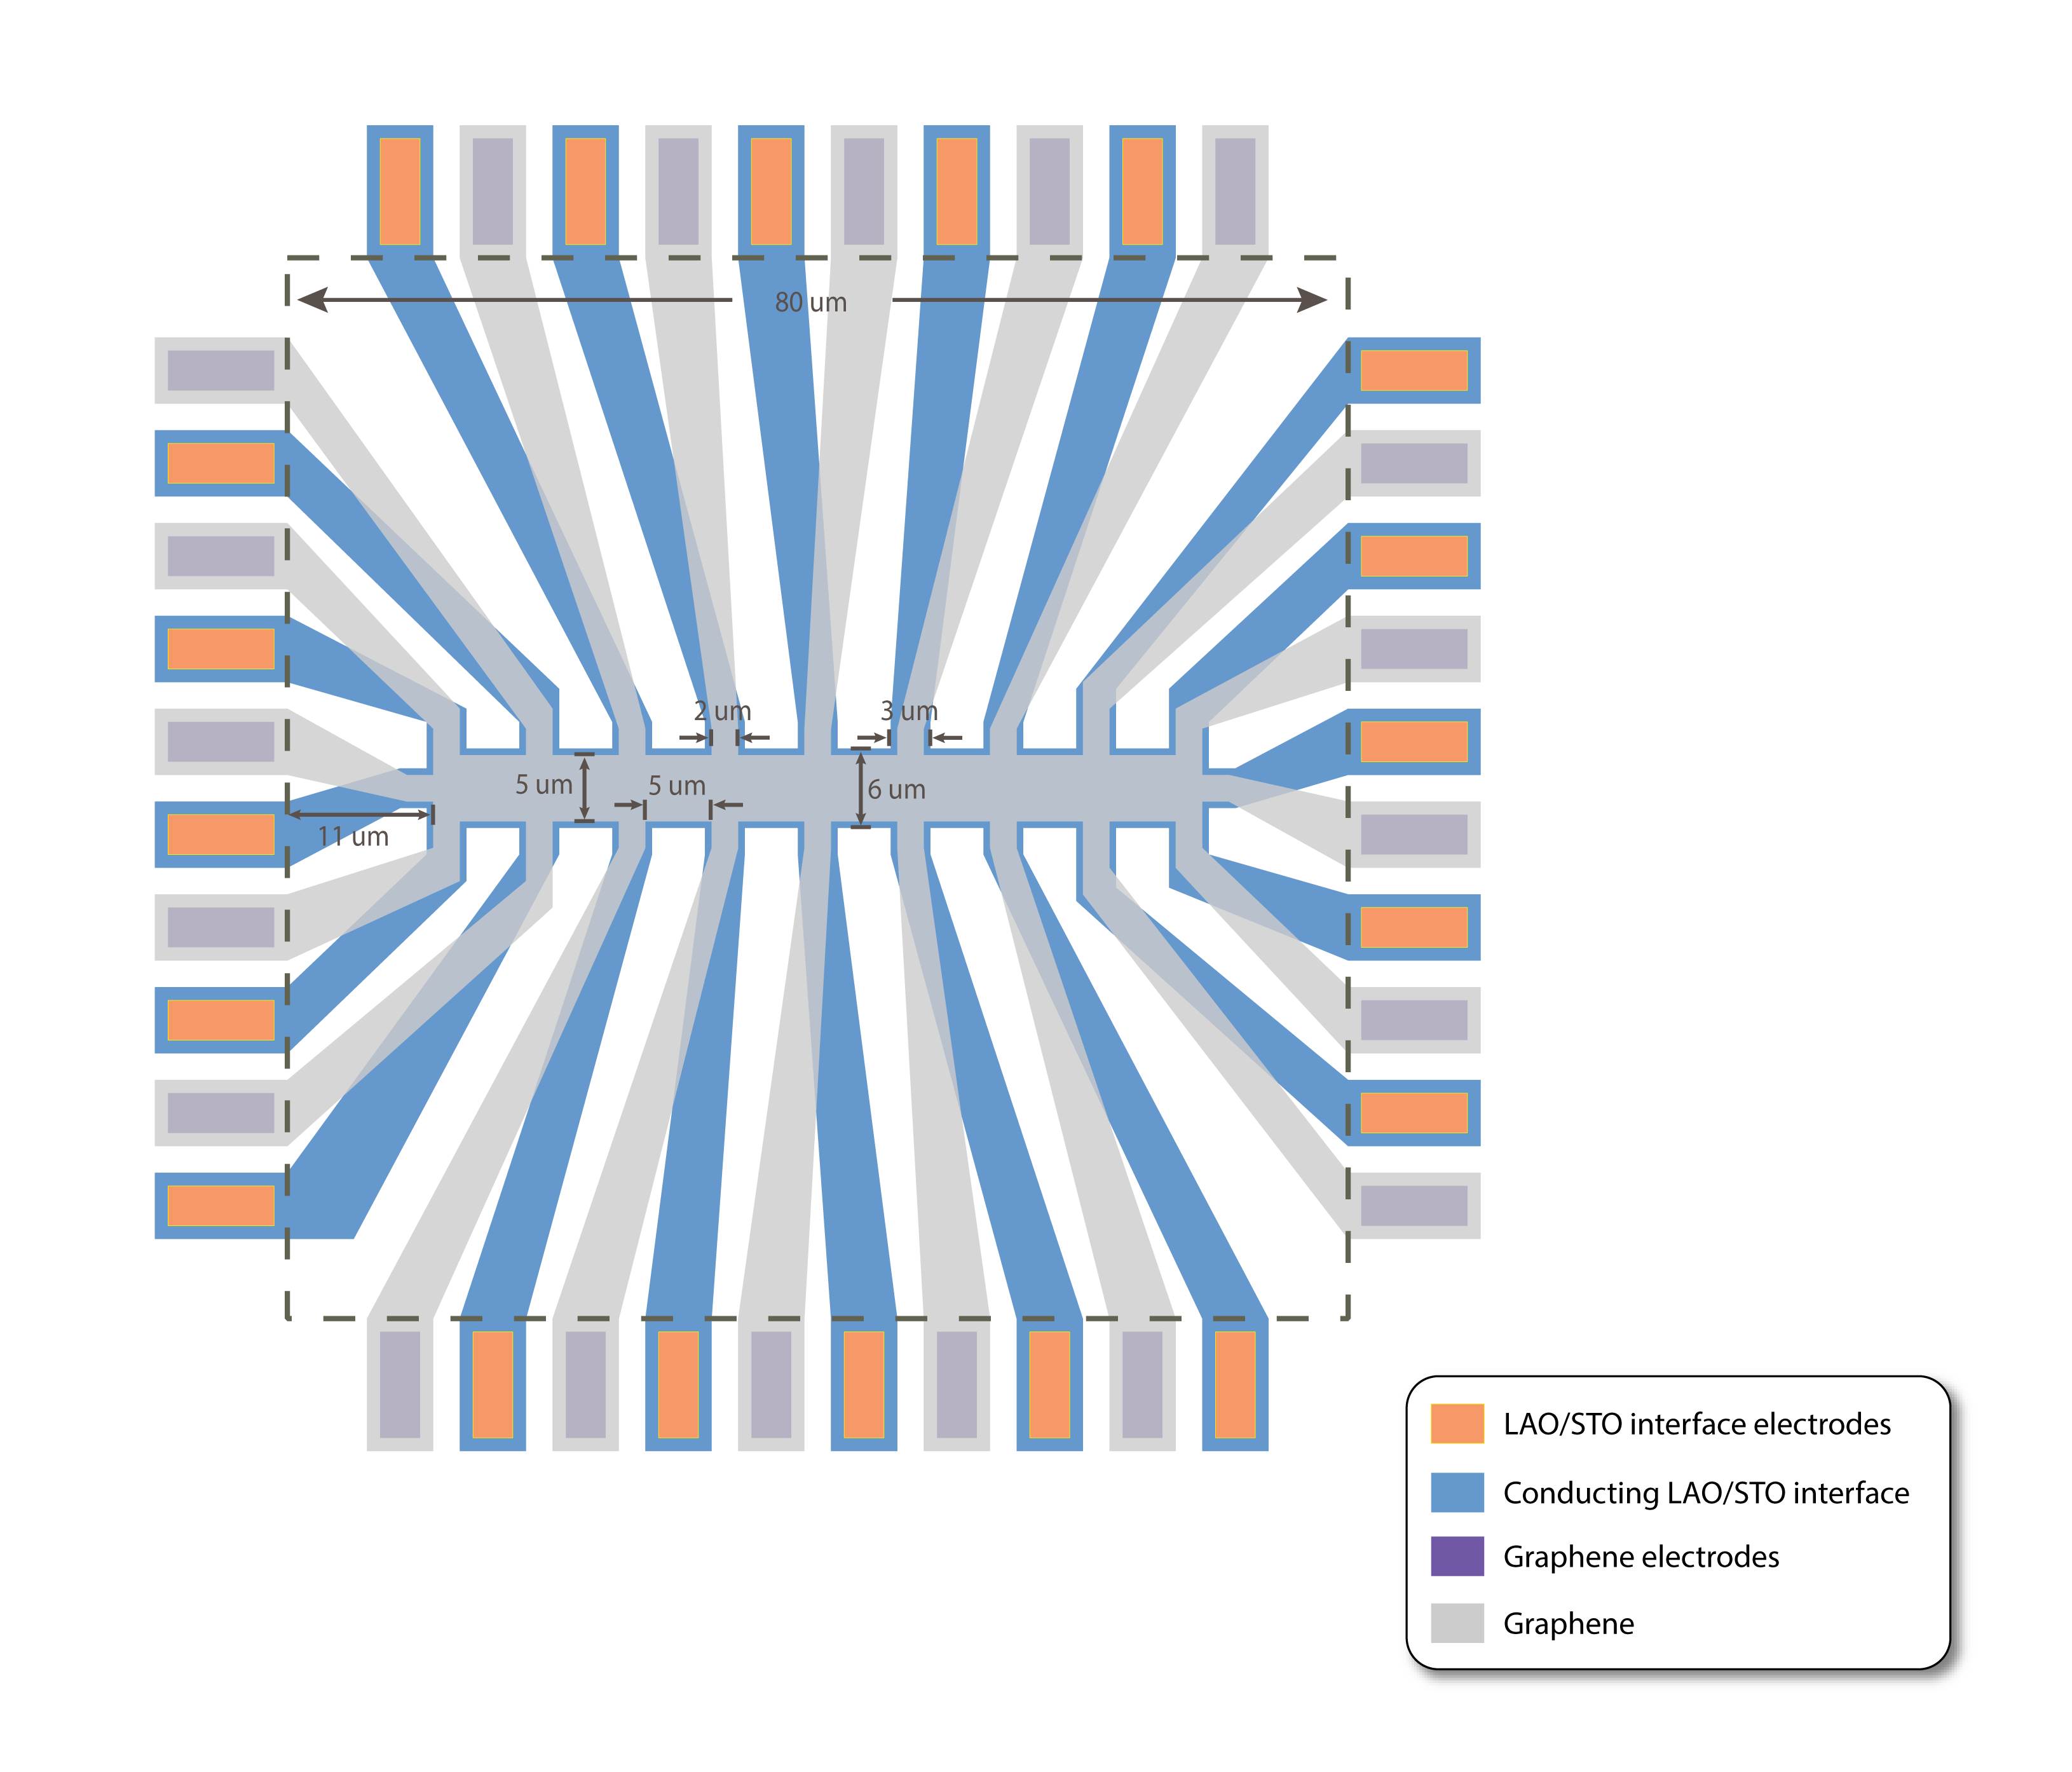 80 um
2 um
3 um
5 um
5 um
6 um
11 um
LAO/STO interface electrodes
Conducting LAO/STO interface
Graphene electrodes
Graphene